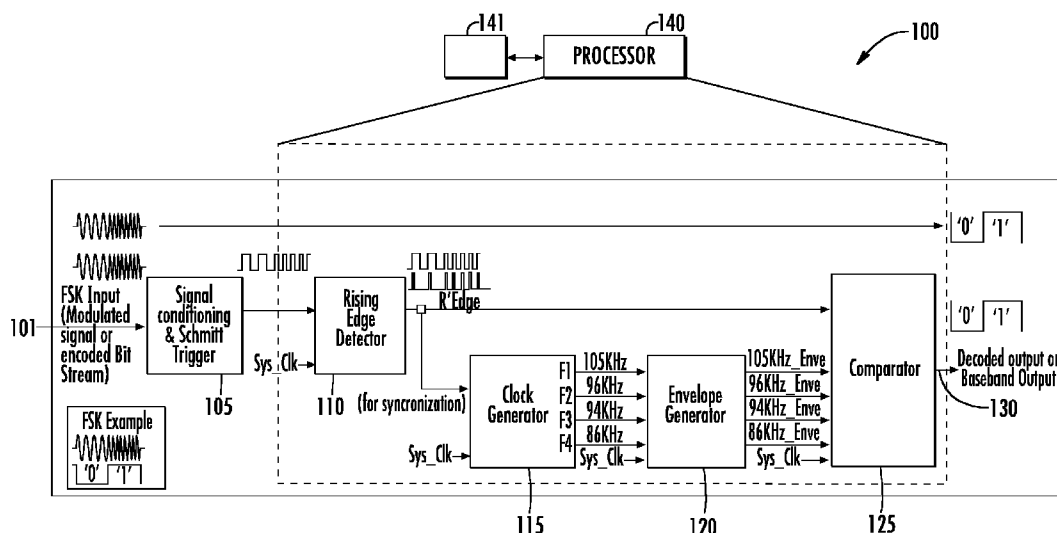 141
140
PROCESSOR
100
'0' '1'
FSK Input
(Modulated
signal or
encoded Bit
Stream)
101
Signal
conditioning
& Schmitt
Trigger
105
Rising
Edge
Detector
110
Sys_Clk
R'Edge
(for syncronization)
Clock
Generator
F1
F2
F3
F4
Sys_Clk
115
105KHz
96KHz
94KHz
86KHz
Sys_Clk
Envelope
Generator
120
105KHz_Enve
96KHz_Enve
94KHz_Enve
86KHz_Enve
Sys_Clk
Comparator
125
'0' '1'
Decoded output or
Baseband Output
130
FSK Example
'0' '1'